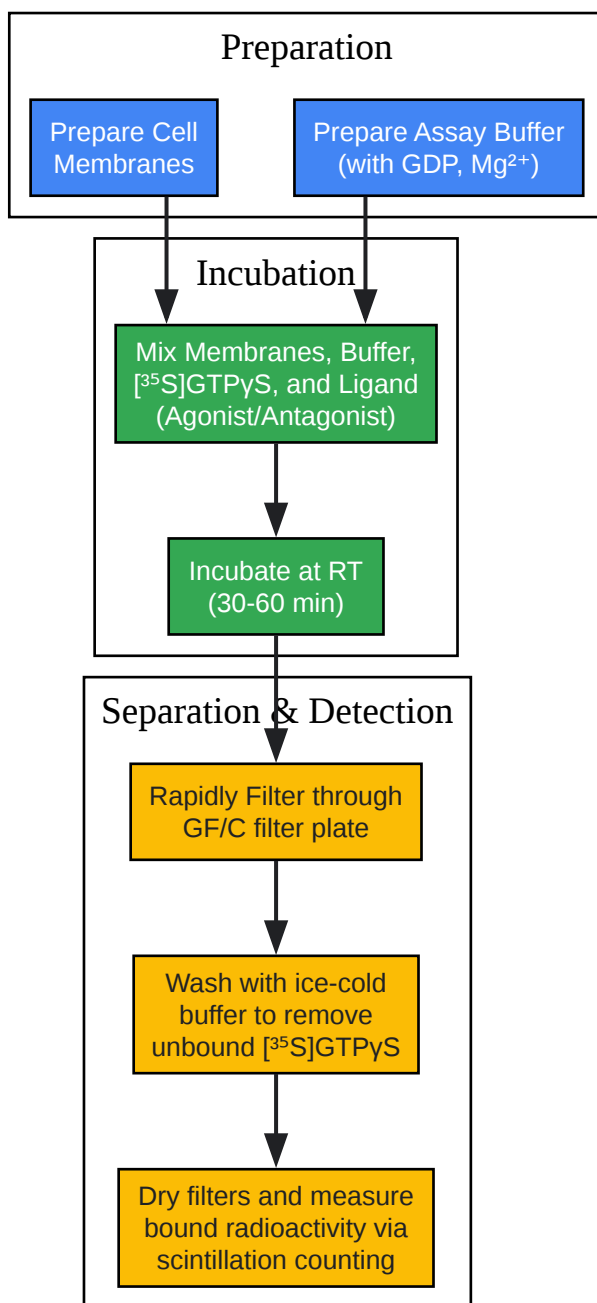 Preparation
Prepare Cell
Membranes
Prepare Assay Buffer
(with GDP, Mg²⁺)
Incubation
Mix Membranes, Buffer,
[³⁵S]GTPγS, and Ligand
(Agonist/Antagonist)
Incubate at RT
(30-60 min)
Separation & Detection
Rapidly Filter through
GF/C filter plate
Wash with ice-cold
buffer to remove
unbound [³⁵S]GTPγS
Dry filters and measure
bound radioactivity via
scintillation counting